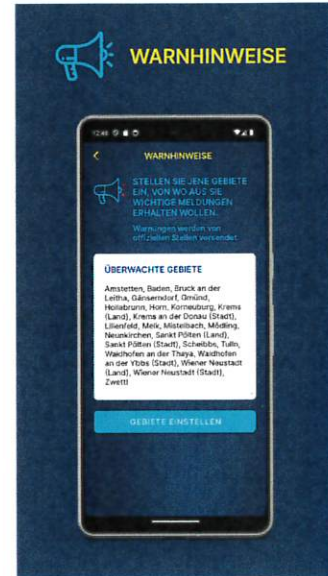 WARNHINWEISE
12:48
WARNHINWEISE
STELLEN SIE JENE GEBIETE
EIN, VON WO AUS SIE
WICHTIGE MELDUNGEN
ERHALTEN WOLLEN.
Warnungen werden von
offiziellen Stellen versendet.
ÜBERWACHTE GEBIETE
Amstetten, Baden, Bruck an der
Leitha, Gänserndorf, Gmünd,
Hollabrunn, Horn, Korneuburg, Krems
(Land), Krems an der Donau (Stadt),
Lilienfeld, Melk, Mistelbach, Mödling,
Neunkirchen, Sankt Pölten (Land),
Sankt Pölten (Stadt), Scheibbs, Tulln,
Waidhofen an der Thaya, Waidhofen
an der Ybbs (Stadt), Wiener Neustadt
(Land), Wiener Neustadt (Stadt),
Zwettl
GEBIETE EINSTELLEN